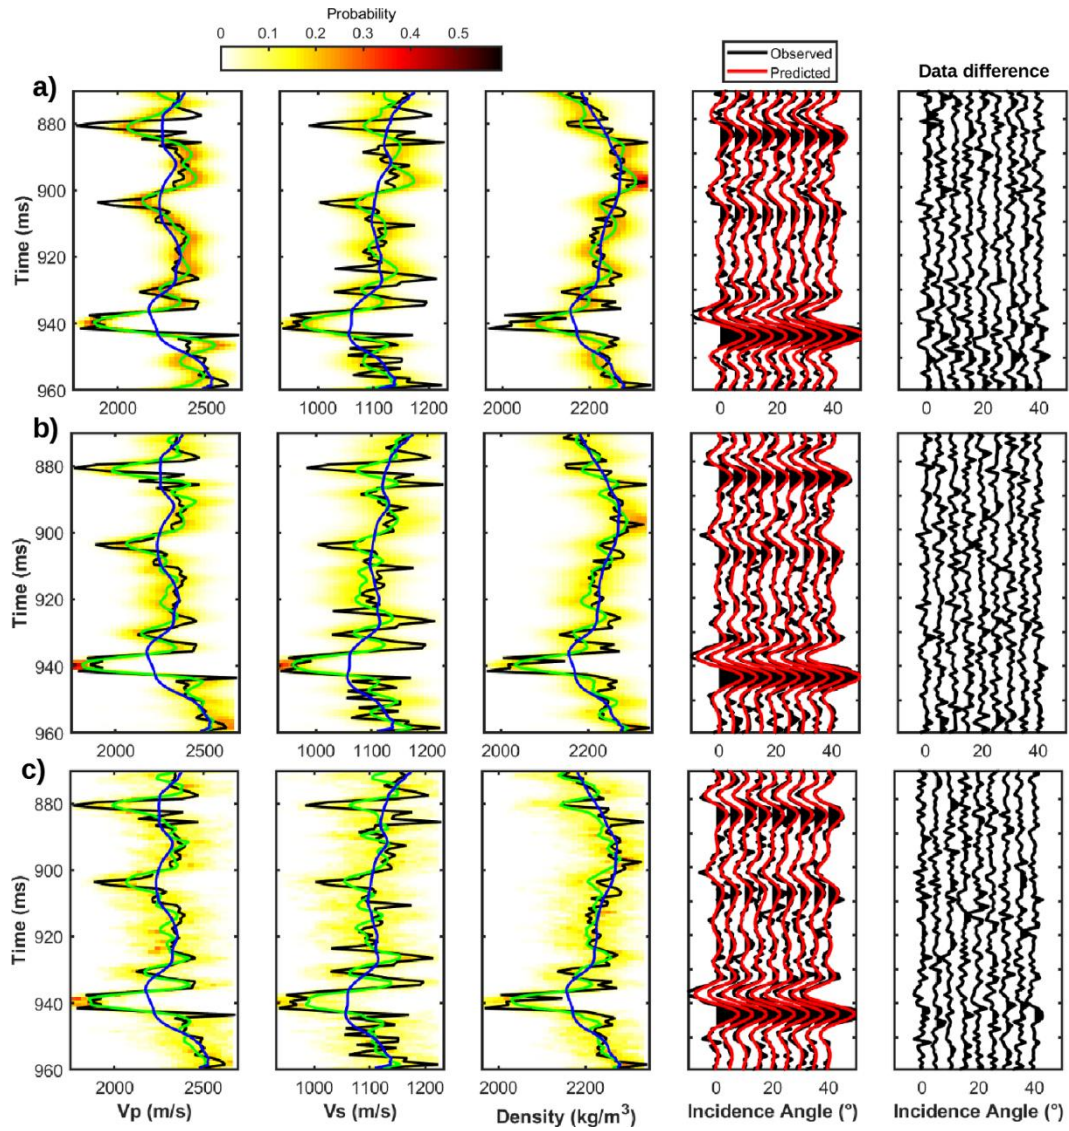 Probability
0 0.1 0.2 0.3 0.4 0.5
Observed
Predicted
Data difference
a)
880
900
920
940
960
Time (ms)
2000 2500
1000 1100 1200
2000 2200
0 20 40
0 20 40
b)
880
900
920
940
960
Time (ms)
2000 2500
1000 1100 1200
2000 2200
0 20 40
0 20 40
c)
880
900
920
940
960
Time (ms)
2000 2500
1000 1100 1200
2000 2200
0 20 40
0 20 40
Vp (m/s)
Vs (m/s)
Density (kg/m³)
Incidence Angle (°)
Incidence Angle (°)